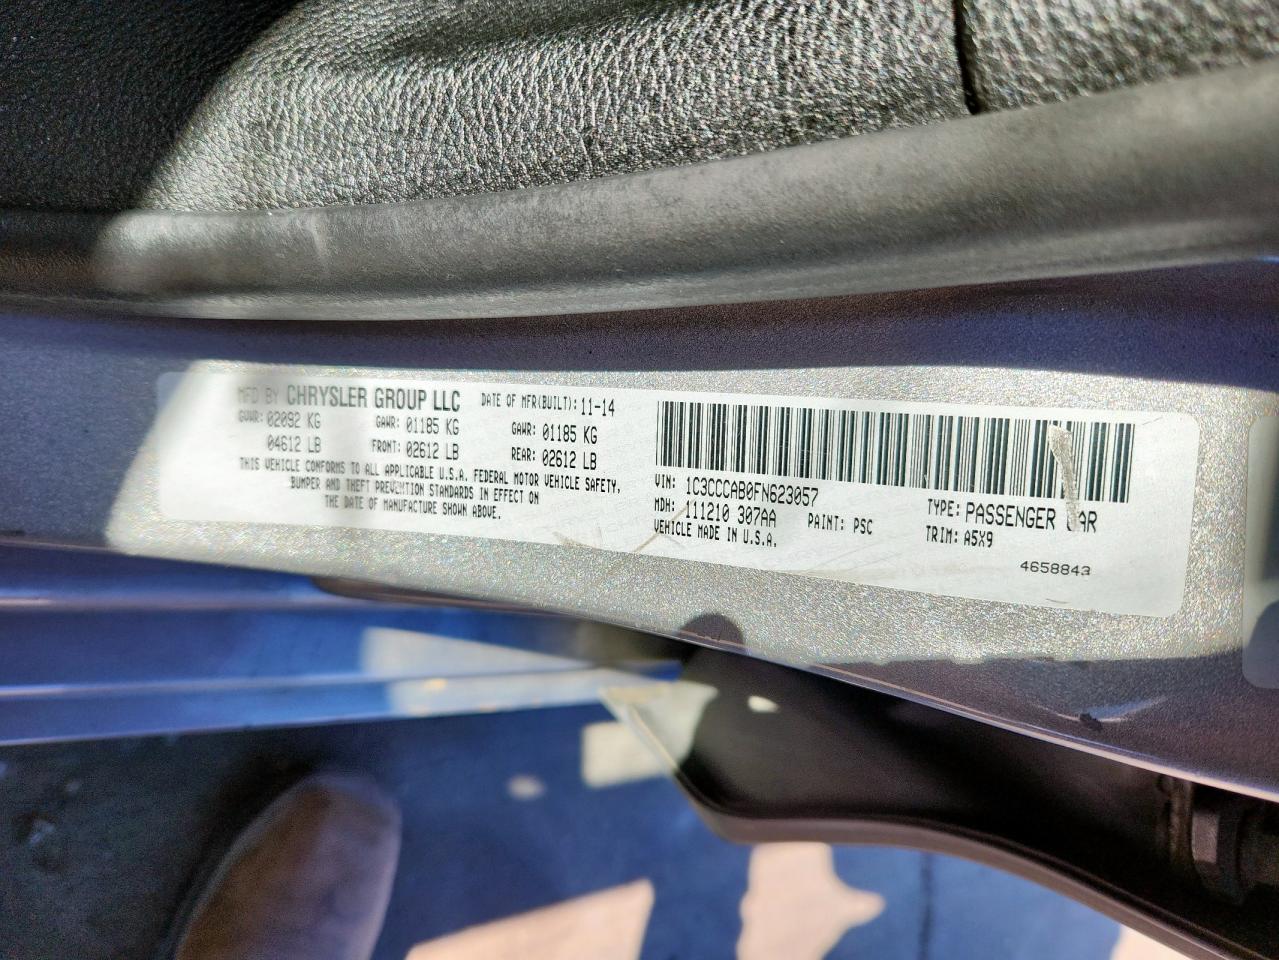 MFD BY CHRYSLER GROUP LLC DATE OF MFR(BUILT): 11-14
GVWR: 02092 KG GAWR: 01185 KG GAWR: 01185 KG
04612 LB FRONT: 02612 LB REAR: 02612 LB
THIS VEHICLE CONFORMS TO ALL APPLICABLE U.S.A. FEDERAL MOTOR VEHICLE SAFETY,
BUMPER AND THEFT PREVENTION STANDARDS IN EFFECT ON
THE DATE OF MANUFACTURE SHOWN ABOVE.
VIN: 1C3CCCAB0FN623057 TYPE: PASSENGER CAR
MDH: 111210 307AA PAINT: PSC TRIM: A5X9
VEHICLE MADE IN U.S.A.
4658843